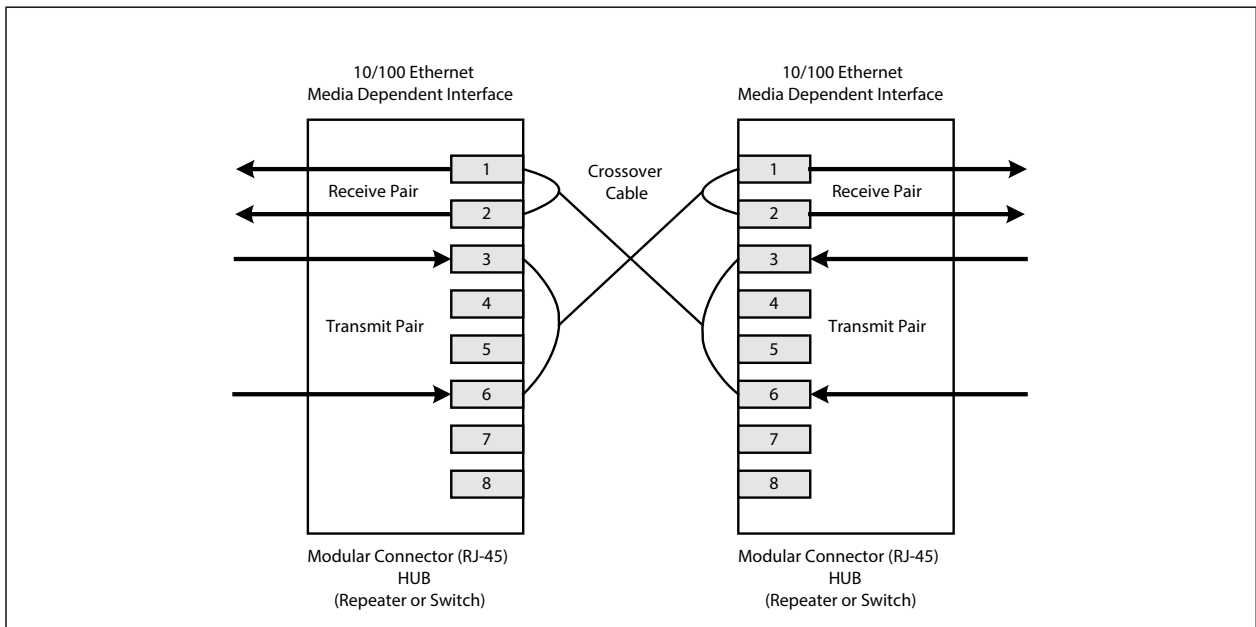 10/100 Ethernet
Media Dependent Interface
10/100 Ethernet
Media Dependent Interface
1
Receive Pair
2
3
4
Transmit Pair
5
6
7
8
Crossover
Cable
1
Receive Pair
2
3
4
Transmit Pair
5
6
7
8
Modular Connector (RJ-45)
HUB
(Repeater or Switch)
Modular Connector (RJ-45)
HUB
(Repeater or Switch)